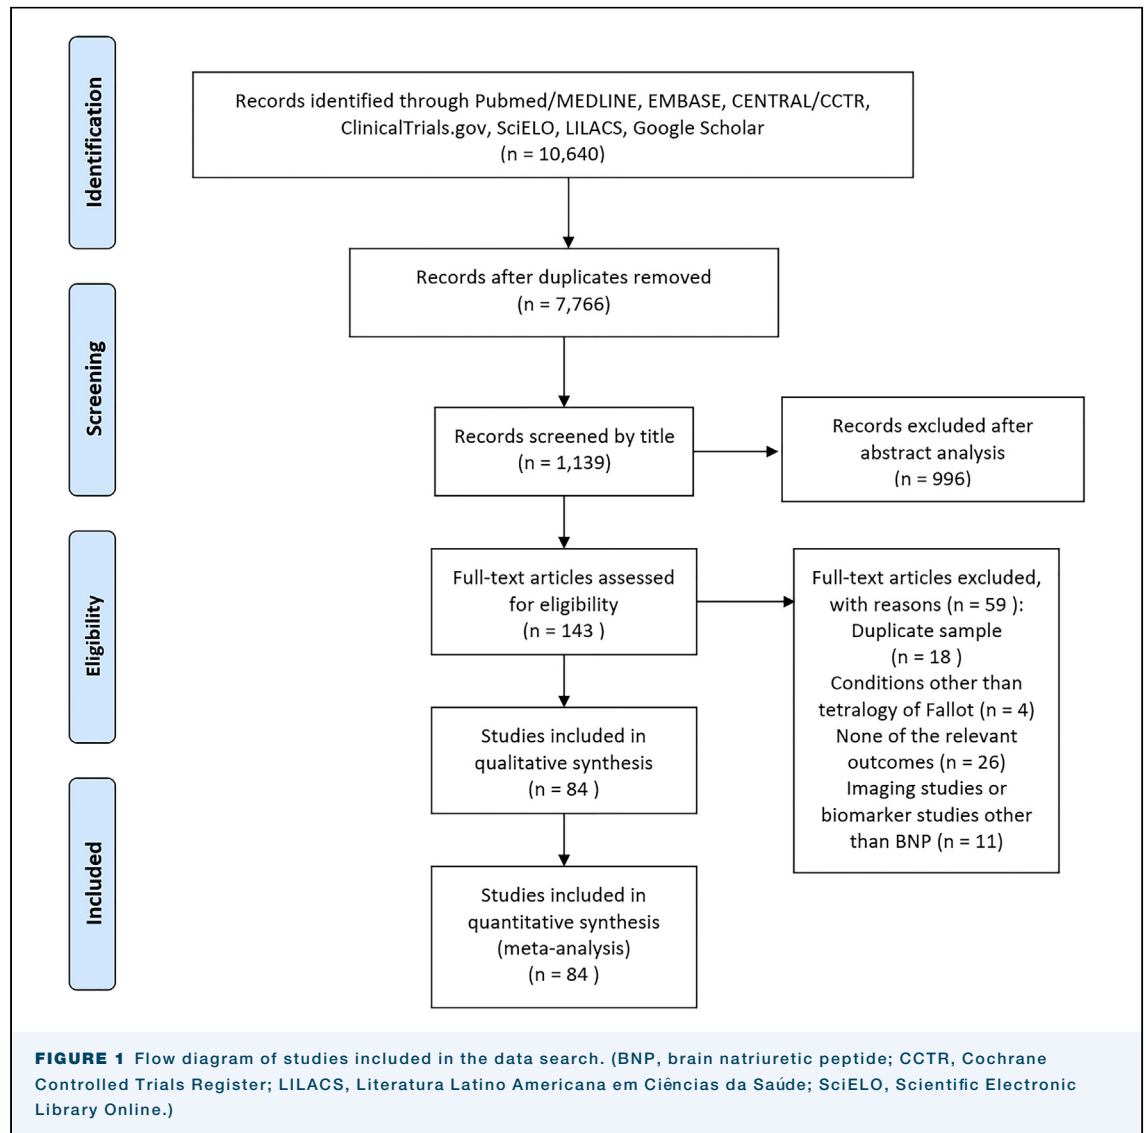 Identification
Records identified through Pubmed/MEDLINE, EMBASE, CENTRAL/CCTR,
ClinicalTrials.gov, SciELO, LILACS, Google Scholar
(n = 10,640)
Records after duplicates removed
(n = 7,766)
Screening
Records screened by title
(n = 1,139)
Records excluded after
abstract analysis
(n = 996)
Eligibility
Full-text articles assessed
for eligibility
(n = 143 )
Full-text articles excluded,
with reasons (n = 59 ):
Duplicate sample
(n = 18 )
Conditions other than
tetralogy of Fallot (n = 4)
None of the relevant
outcomes (n = 26)
Imaging studies or
biomarker studies other
than BNP (n = 11)
Studies included in
qualitative synthesis
(n = 84 )
Included
Studies included in
quantitative synthesis
(meta-analysis)
(n = 84 )
FIGURE 1 Flow diagram of studies included in the data search. (BNP, brain natriuretic peptide; CCTR, Cochrane
Controlled Trials Register; LILACS, Literatura Latino Americana em Ciências da Saúde; SciELO, Scientific Electronic
Library Online.)